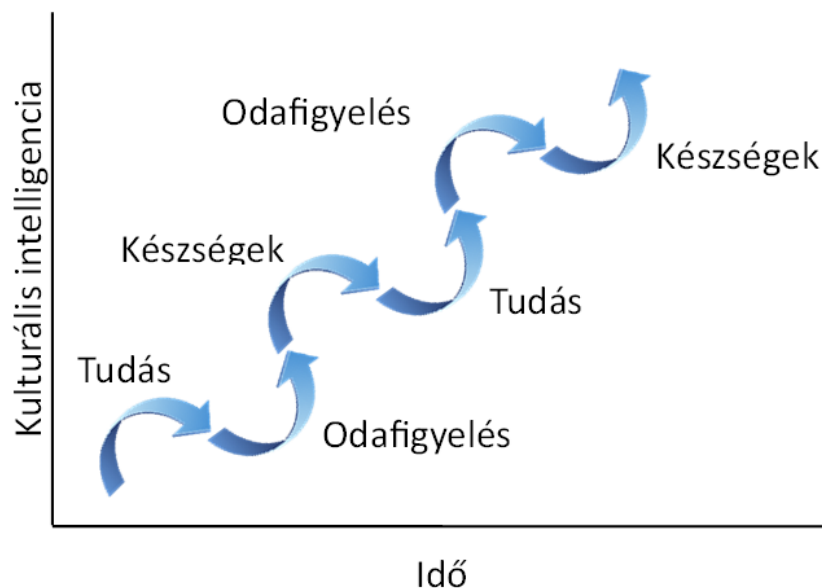 Odafigyelés
Készségek
Kulturális intelligencia
Készségek
Tudás
Tudás
Odafigyelés
Idő